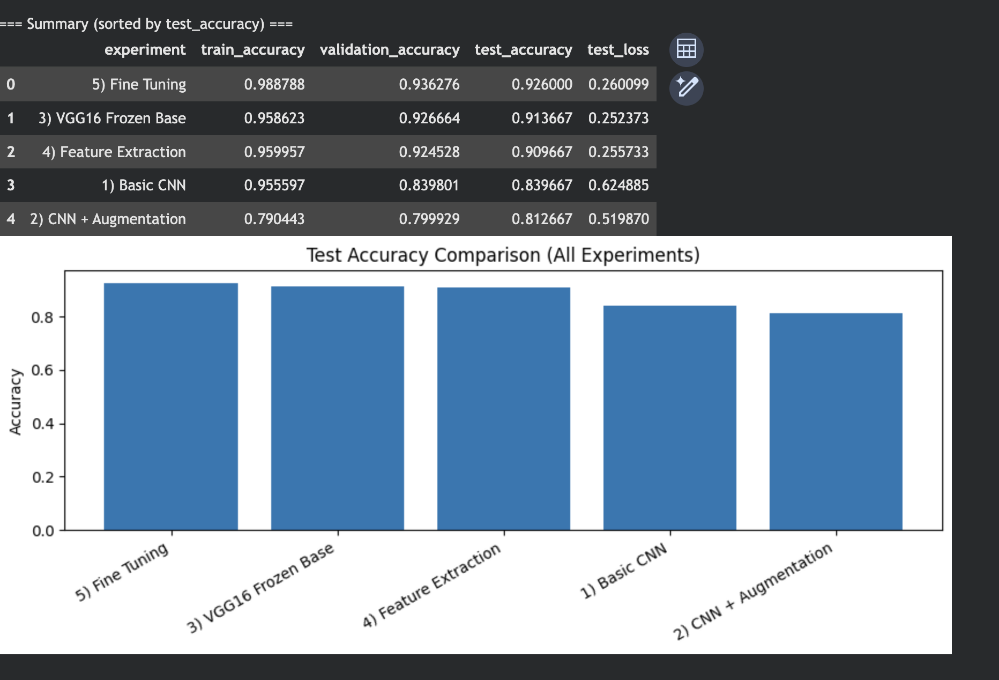 === Summary (sorted by test_accuracy) ===
experiment train_accuracy validation_accuracy test_accuracy test_loss
0 5) Fine Tuning 0.988788 0.936276 0.926000 0.260099
1 3) VGG16 Frozen Base 0.958623 0.926664 0.913667 0.252373
2 4) Feature Extraction 0.959957 0.924528 0.909667 0.255733
3 1) Basic CNN 0.955597 0.839801 0.839667 0.624885
4 2) CNN + Augmentation 0.790443 0.799929 0.812667 0.519870
Test Accuracy Comparison (All Experiments)
Accuracy
0.8
0.6
0.4
0.2
0.0
5) Fine Tuning
3) VGG16 Frozen Base
4) Feature Extraction
1) Basic CNN
2) CNN + Augmentation